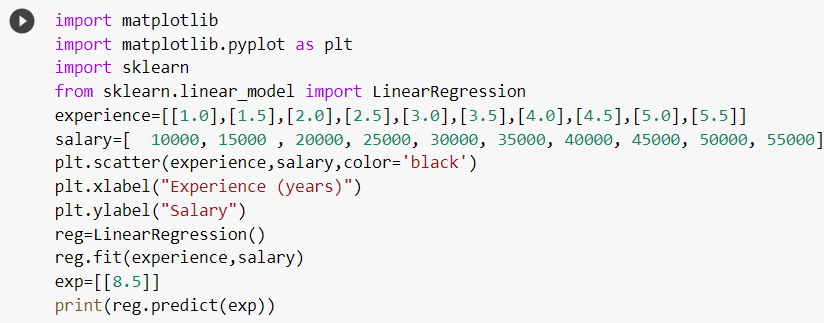 import matplotlib
import matplotlib.pyplot as plt
import sklearn
from sklearn.linear_model import LinearRegression
experience=[[1.0],[1.5],[2.0],[2.5],[3.0],[3.5],[4.0],[4.5],[5.0],[5.5]]
salary=[  10000, 15000 , 20000, 25000, 30000, 35000, 40000, 45000, 50000, 55000]
plt.scatter(experience,salary,color='black')
plt.xlabel("Experience (years)")
plt.ylabel("Salary")
reg=LinearRegression()
reg.fit(experience,salary)
exp=[[8.5]]
print(reg.predict(exp))